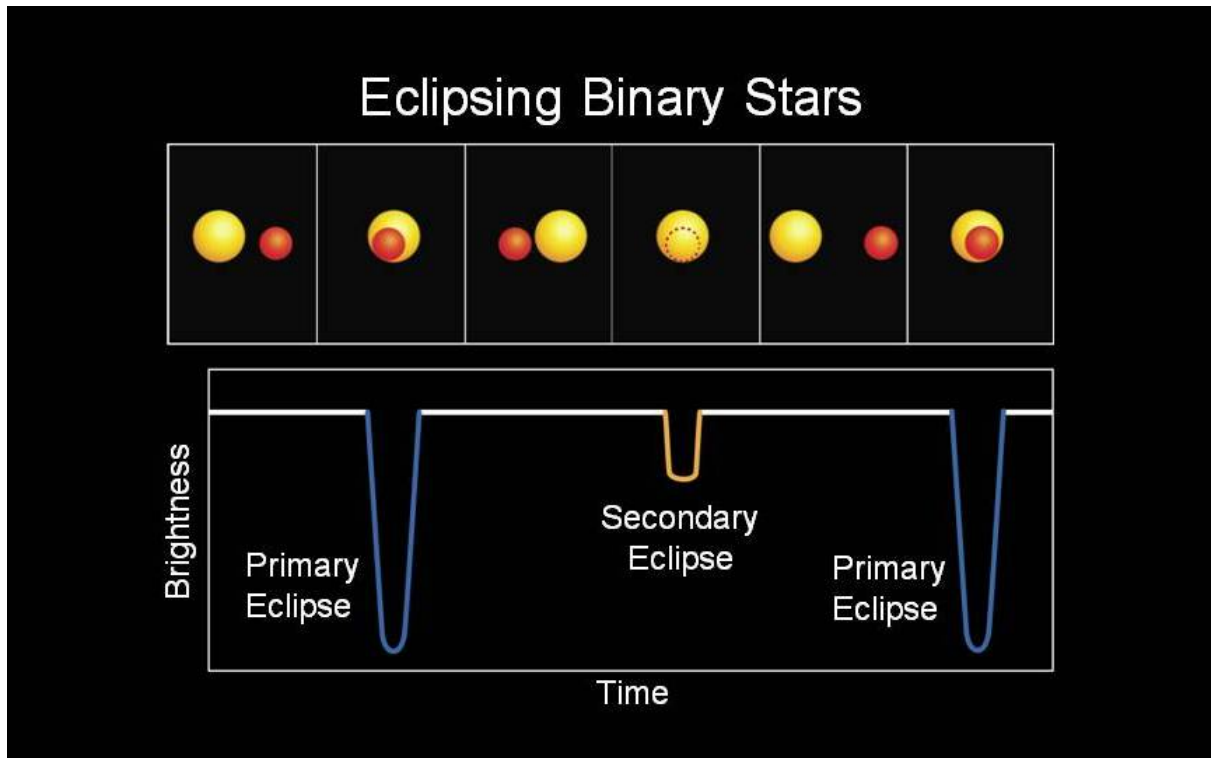 Eclipsing Binary Stars
Brightness
Primary
Eclipse
Secondary
Eclipse
Primary
Eclipse
Time